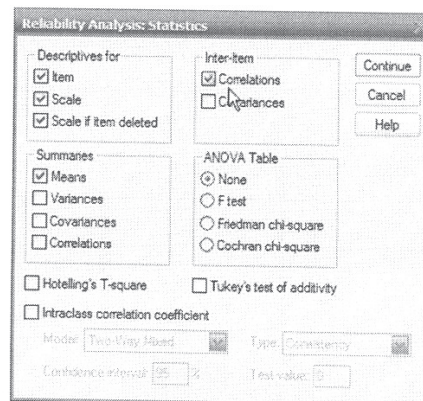 Reliability Analysis: Statistics
Descriptives for
Item
Scale
Scale if item deleted
Inter-Item
Correlations
Covariances
Continue
Cancel
Help
Summaries
Means
Variances
Covariances
Correlations
ANOVA Table
None
F test
Friedman chi-square
Cochran chi-square
Hotelling's T-square
Tukey's test of additivity
Intraclass correlation coefficient
Model: Two-Way Mixed
Type: Consistency
Confidence interval: 95 %
Test value: 0